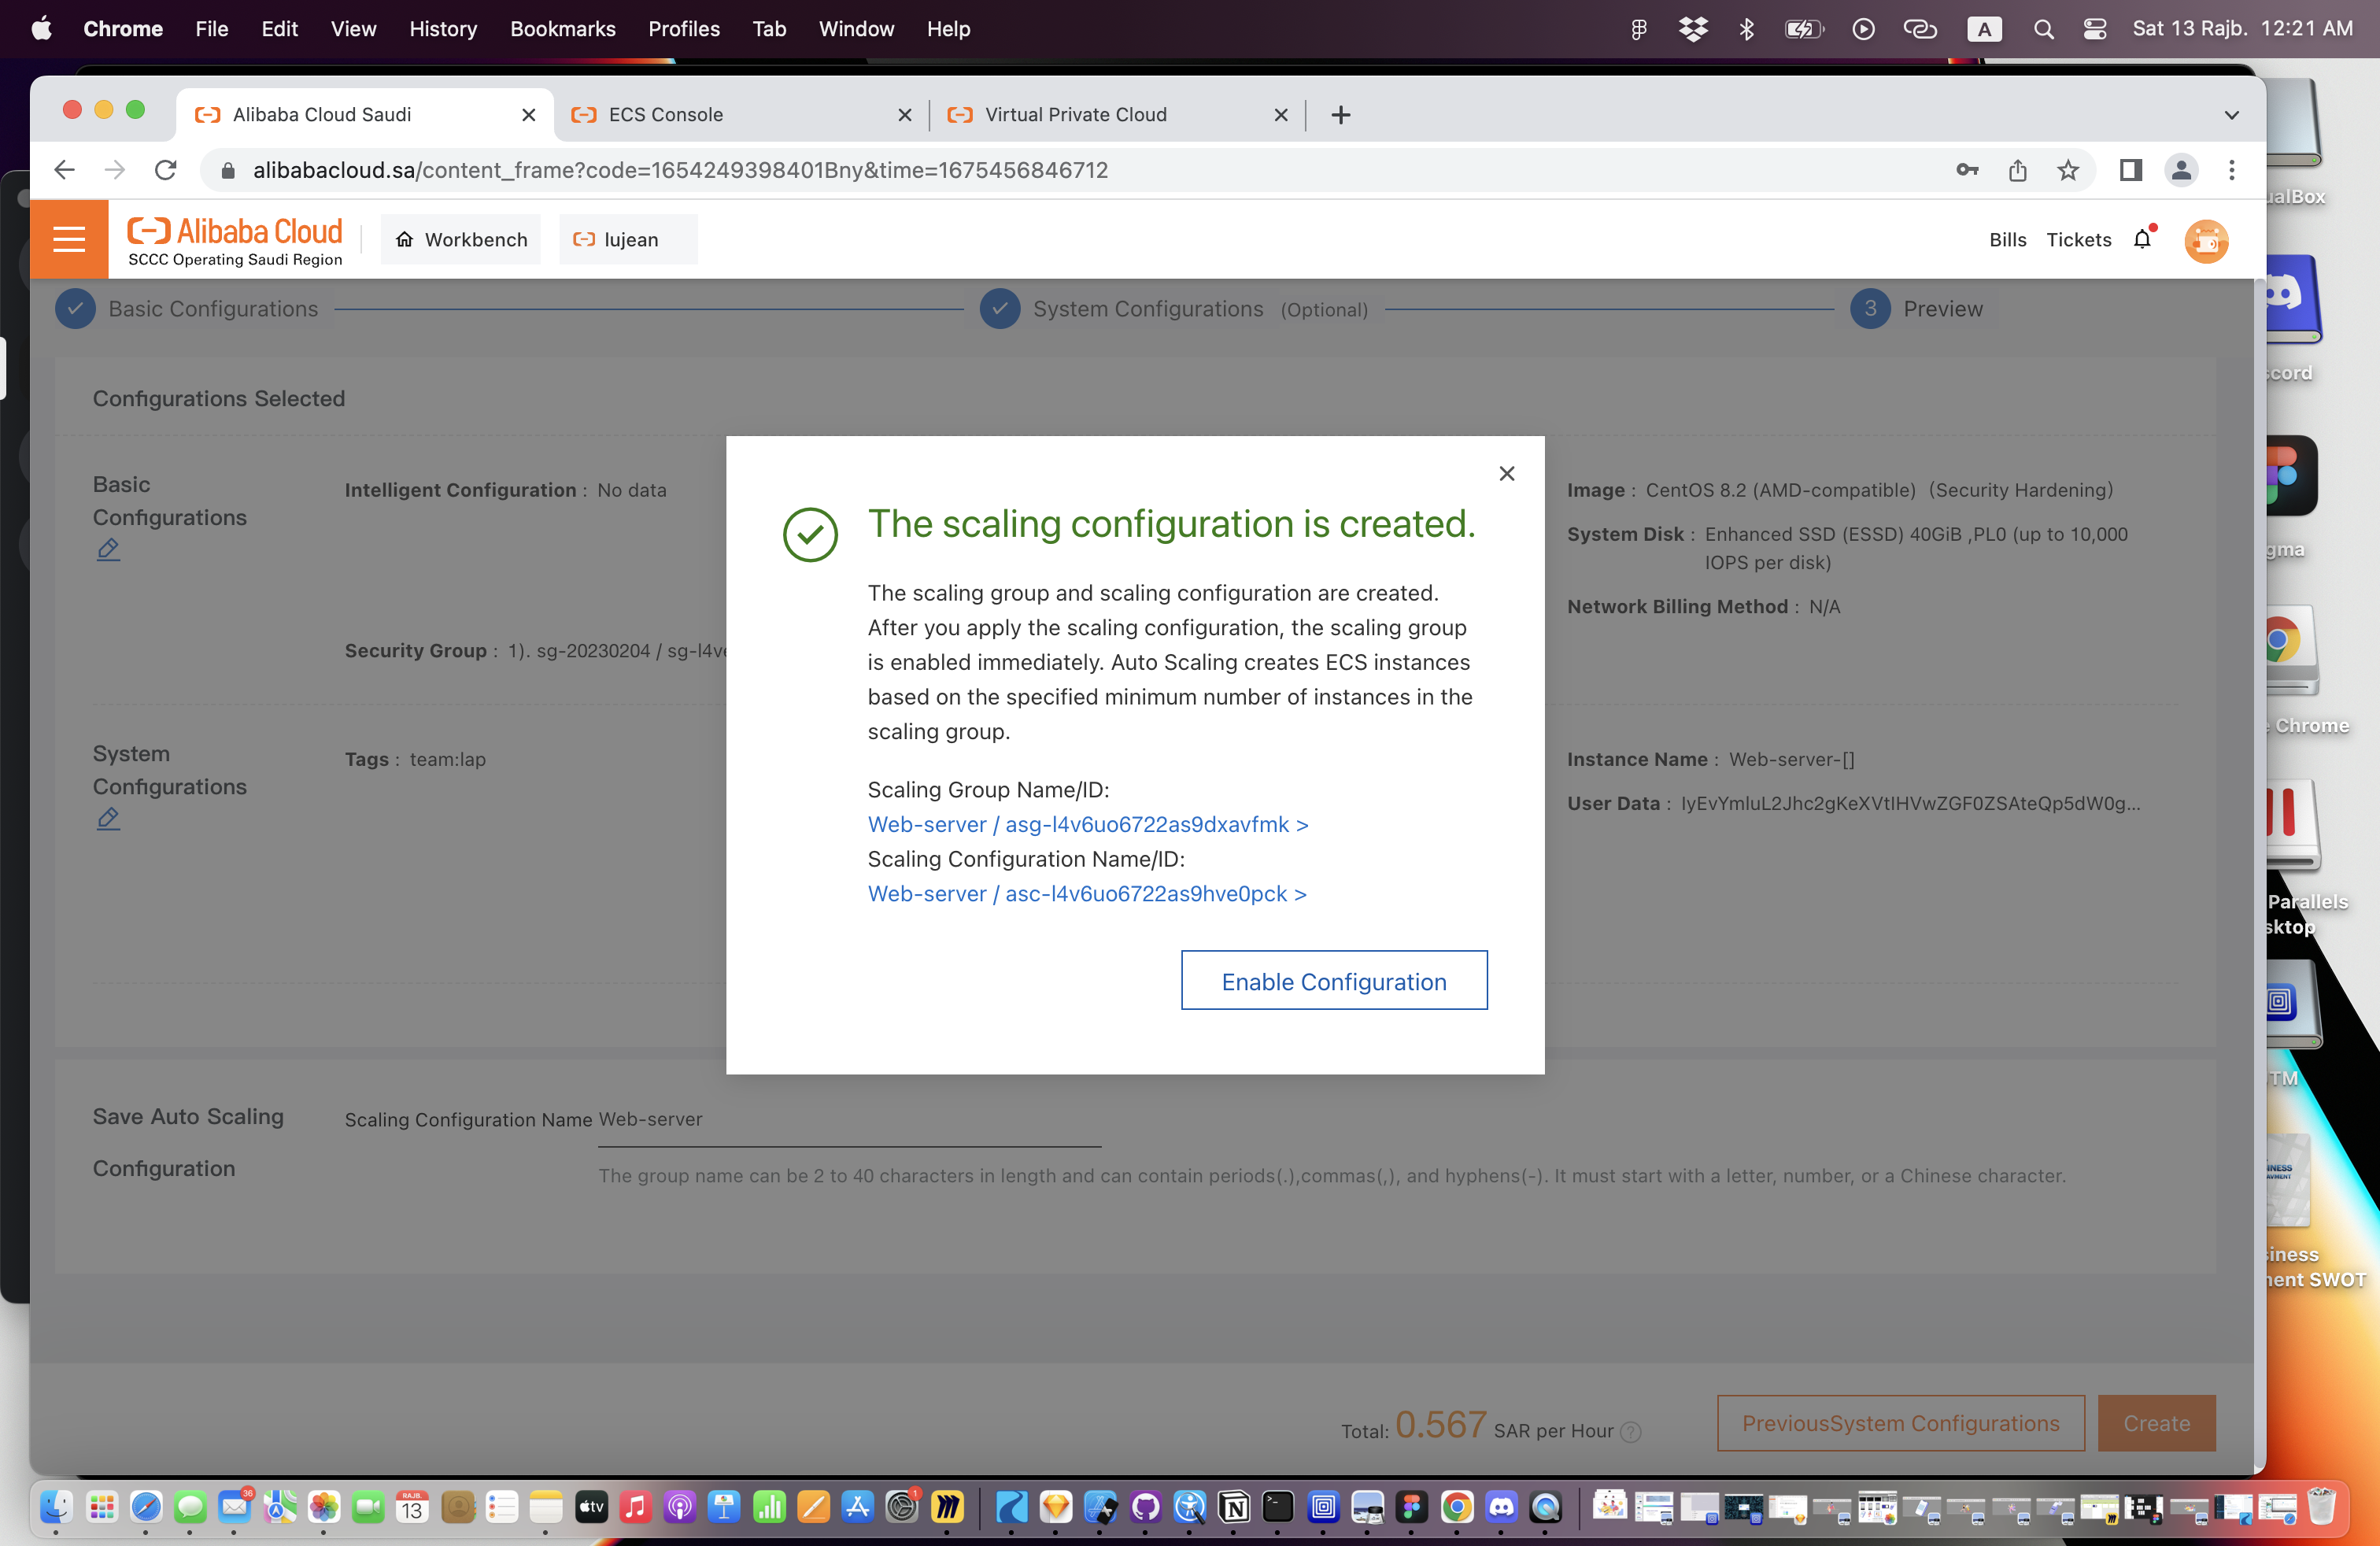 Chrome File Edit View History Bookmarks Profiles Tab Window Help
A
Sat 13 Rajb. 12:21 AM
Alibaba Cloud Saudi
ECS Console
Virtual Private Cloud
alibabacloud.sa/content_frame?code=1654249398401Bny&time=1675456846712
Alibaba Cloud
SCCC Operating Saudi Region
Workbench
lujean
Bills
Tickets
Basic Configurations
System Configurations (Optional)
3 Preview
Configurations Selected
Basic
Configurations
Intelligent Configuration : No data
Security Group : 1). sg-20230204 / sg-l4v
Image : CentOS 8.2 (AMD-compatible) (Security Hardening)
System Disk : Enhanced SSD (ESSD) 40GiB ,PL0 (up to 10,000
IOPS per disk)
Network Billing Method : N/A
System
Configurations
Tags : team:lap
Instance Name : Web-server-[]
User Data : IyEvYmluL2Jhc2gKeXVtIHVwZGF0ZSAteQp5dW0g...
The scaling configuration is created.
The scaling group and scaling configuration are created.
After you apply the scaling configuration, the scaling group
is enabled immediately. Auto Scaling creates ECS instances
based on the specified minimum number of instances in the
scaling group.
Scaling Group Name/ID:
Web-server / asg-l4v6uo6722as9dxavfmk >
Scaling Configuration Name/ID:
Web-server / asc-l4v6uo6722as9hve0pck >
Enable Configuration
Save Auto Scaling
Configuration
Scaling Configuration Name Web-server
The group name can be 2 to 40 characters in length and can contain periods(.),commas(,), and hyphens(-). It must start with a letter, number, or a Chinese character.
Total: 0.567 SAR per Hour
PreviousSystem Configurations
Create
ualBox
cord
gma
Chrome
Parallels
sktop
TM
iness
ment SWOT
36
RAJB.
13
tv
1